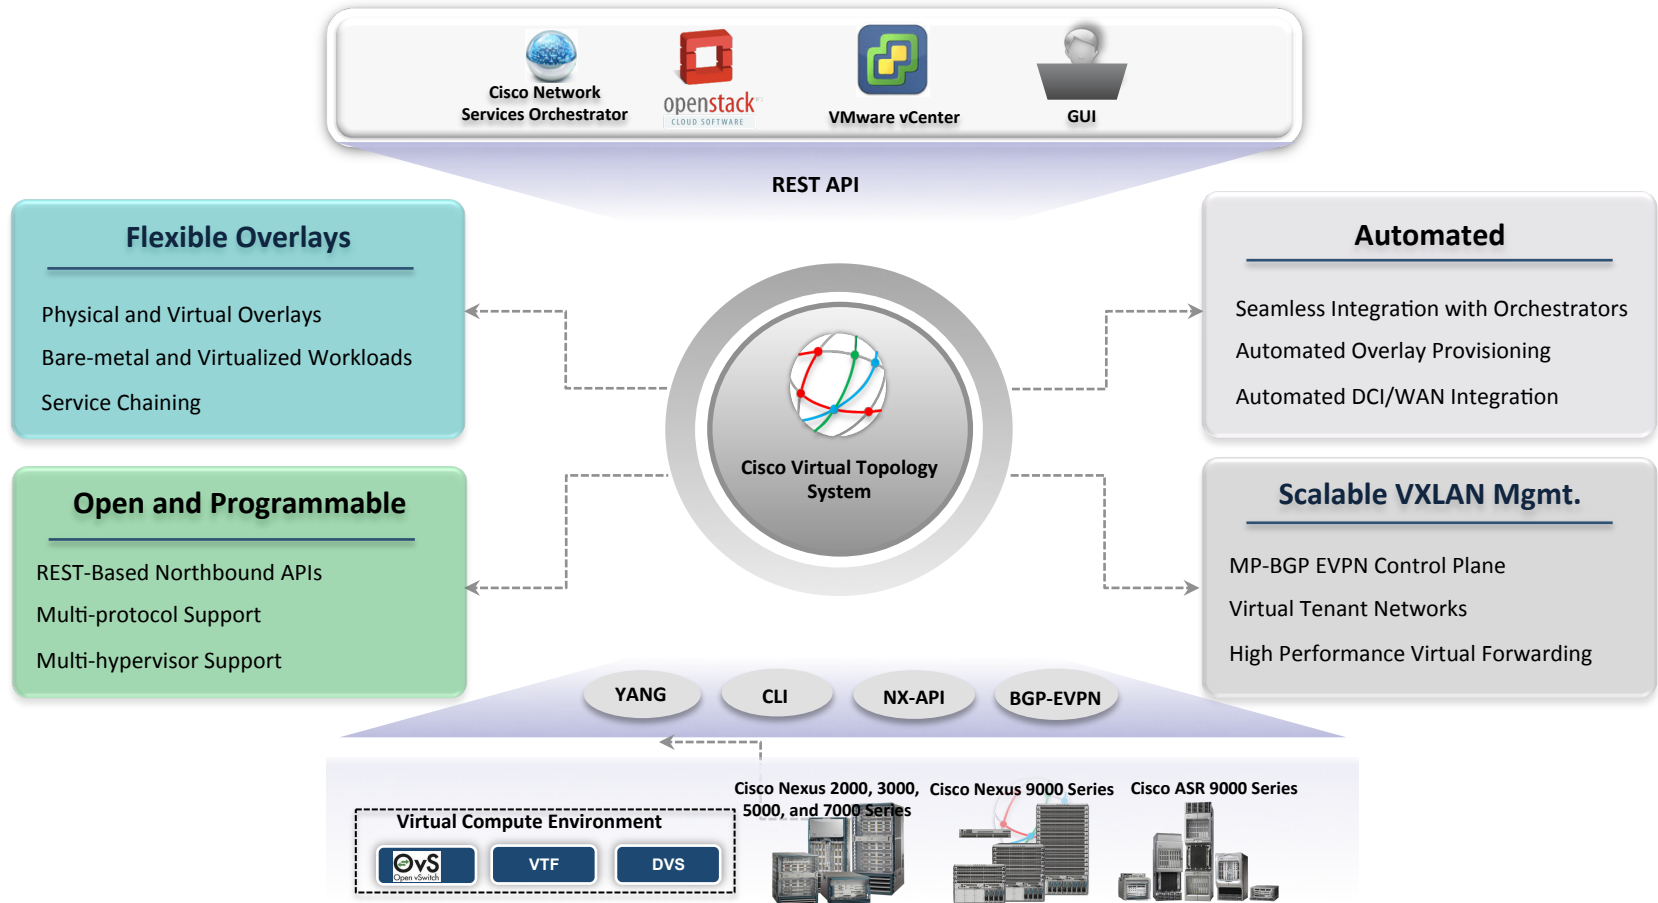 Cisco Network
Services Orchestrator
openstack
CLOUD SOFTWARE
VMware vCenter
GUI
REST API
Flexible Overlays
Physical and Virtual Overlays
Bare-metal and Virtualized Workloads
Service Chaining
Automated
Seamless Integration with Orchestrators
Automated Overlay Provisioning
Automated DCI/WAN Integration
Cisco Virtual Topology
System
Open and Programmable
REST-Based Northbound APIs
Multi-protocol Support
Multi-hypervisor Support
Scalable VXLAN Mgmt.
MP-BGP EVPN Control Plane
Virtual Tenant Networks
High Performance Virtual Forwarding
YANG
CLI
NX-API
BGP-EVPN
Virtual Compute Environment
OvS
Open vSwitch
VTF
DVS
Cisco Nexus 2000, 3000,
5000, and 7000 Series
Cisco Nexus 9000 Series
Cisco ASR 9000 Series